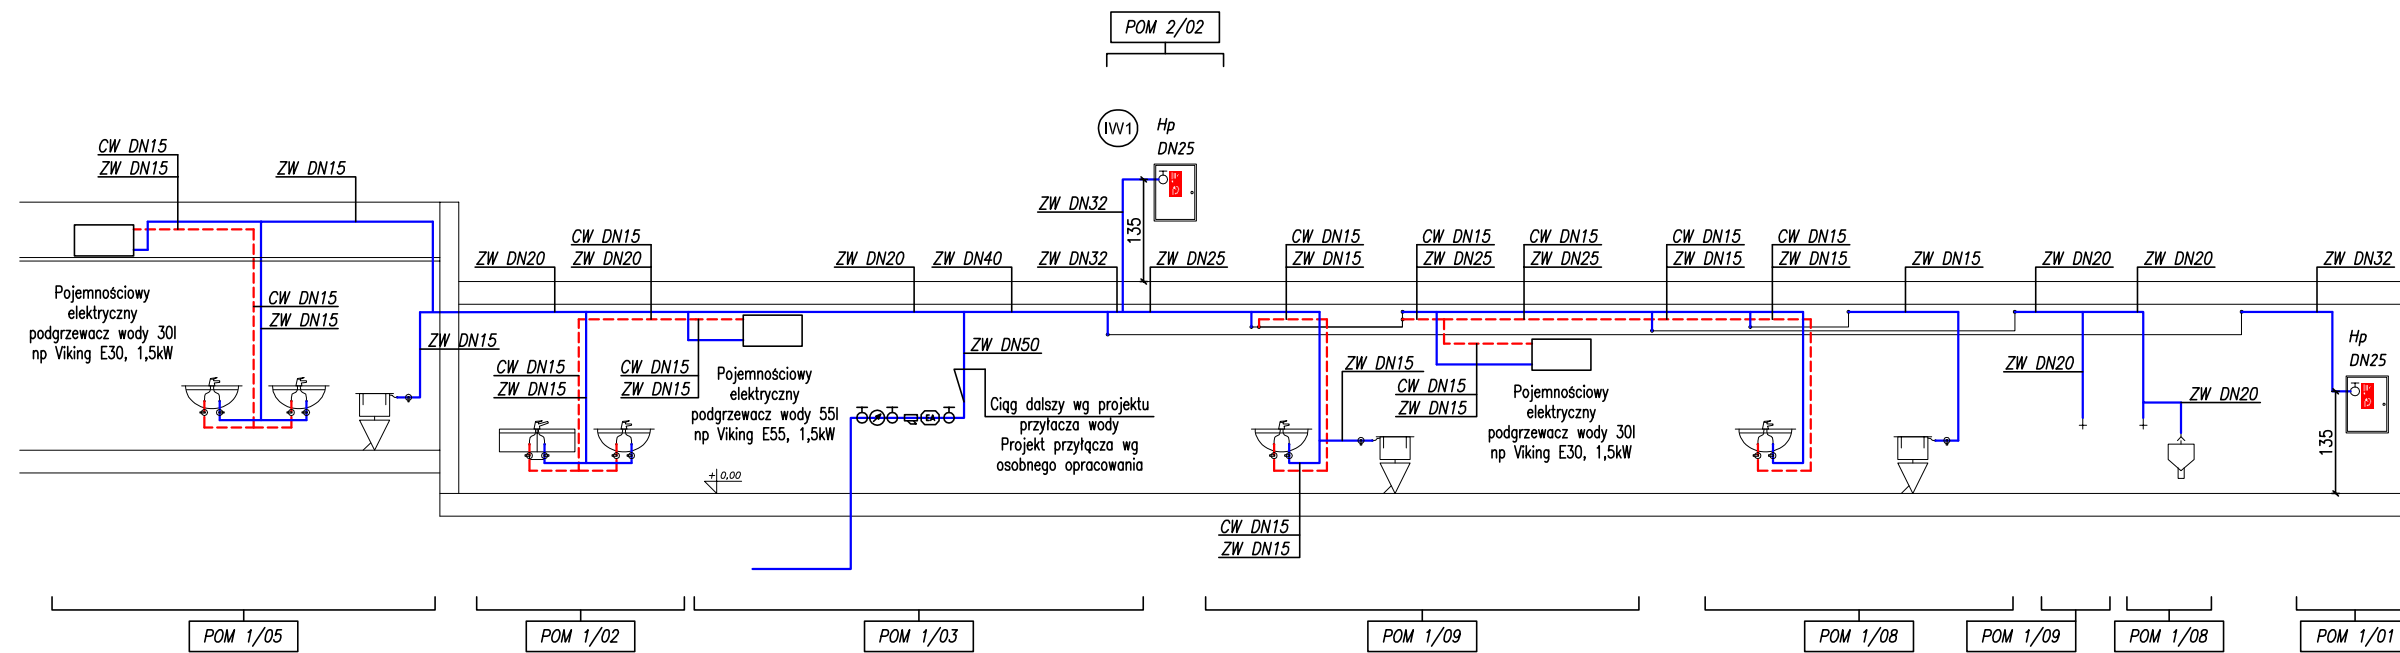 POM 2/02
IW1
Hp
DN25
CW DN15
ZW DN15
ZW DN15
ZW DN32
135
CW DN15
ZW DN20
ZW DN20
ZW DN20
ZW DN40
ZW DN32
ZW DN25
CW DN15
ZW DN15
CW DN15
ZW DN25
CW DN15
ZW DN25
CW DN15
ZW DN15
CW DN15
ZW DN15
ZW DN15
ZW DN20
ZW DN20
ZW DN32
Pojemnościowy
elektryczny
podgrzewacz wody 30l
np Viking E30, 1,5kW
CW DN15
ZW DN15
ZW DN15
CW DN15
ZW DN15
CW DN15
ZW DN15
Pojemnościowy
elektryczny
podgrzewacz wody 55l
np Viking E55, 1,5kW
ZW DN50
EA
Ciąg dalszy wg projektu
przyłacza wody
Projekt przyłącza wg
osobnego opracowania
ZW DN15
CW DN15
ZW DN15
Pojemnościowy
elektryczny
podgrzewacz wody 30l
np Viking E30, 1,5kW
ZW DN20
ZW DN20
Hp
DN25
135
+0,00
CW DN15
ZW DN15
POM 1/05
POM 1/02
POM 1/03
POM 1/09
POM 1/08
POM 1/09
POM 1/08
POM 1/01